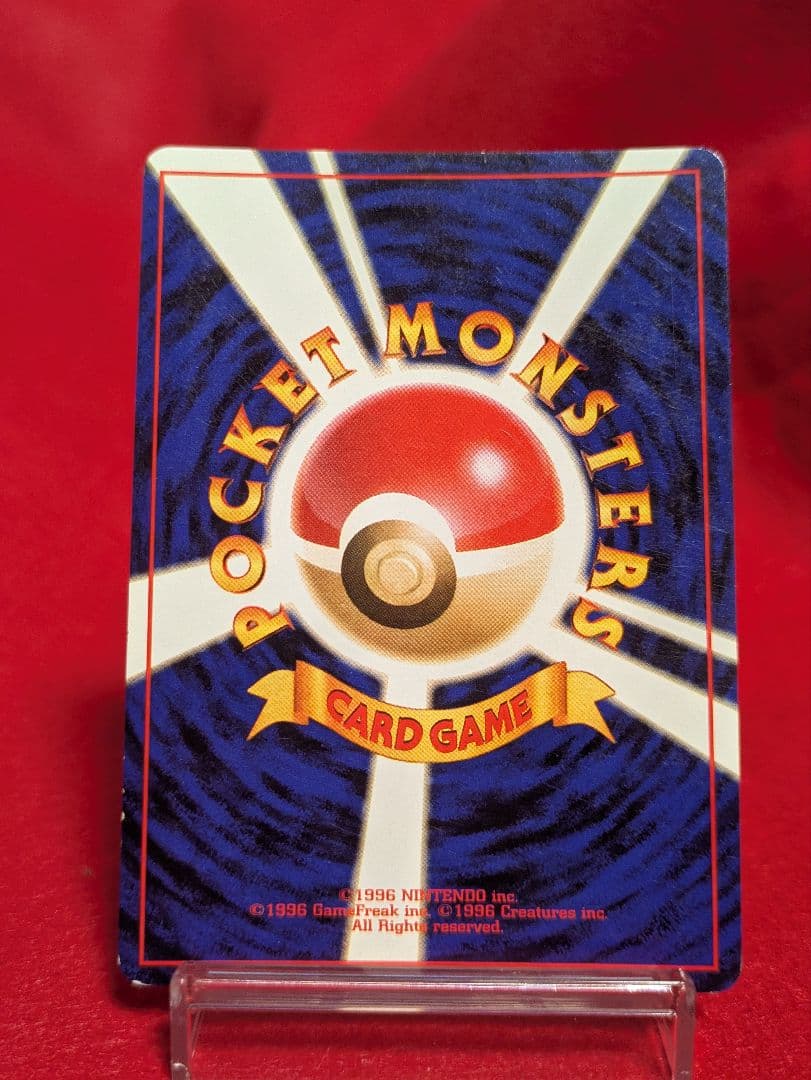 POCKET MONSTERS
CARD GAME
©1996 NINTENDO inc.
©1996 GameFreak inc. ©1996 Creatures inc.
All Rights reserved.